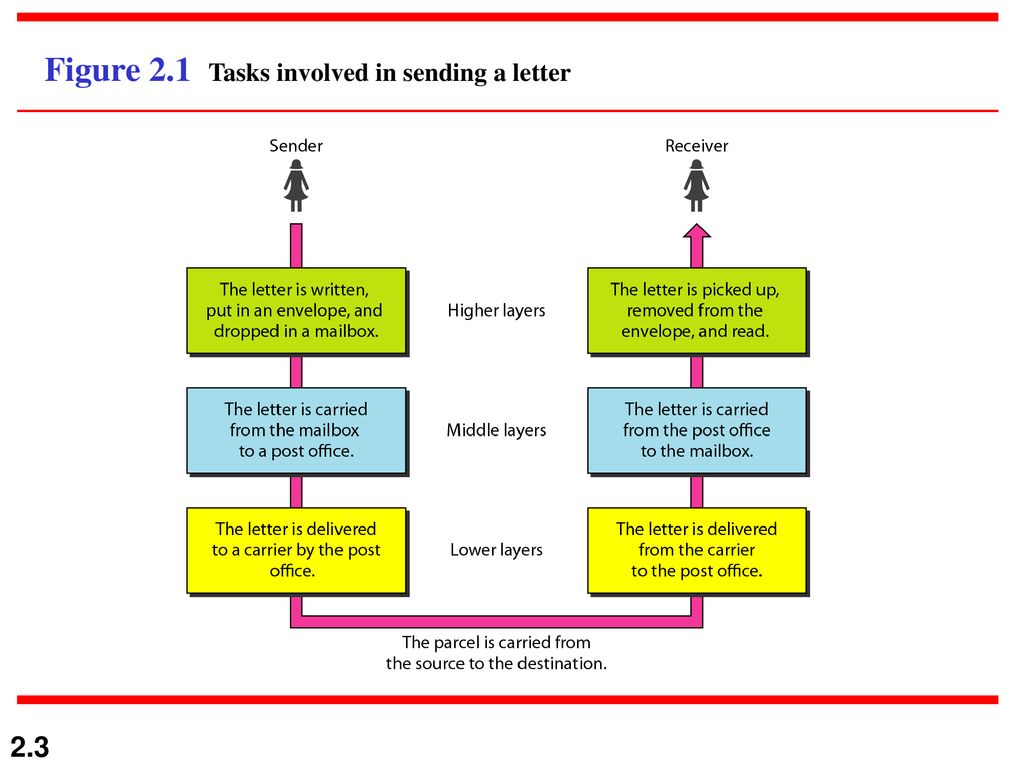 Figure 2.1 Tasks involved in sending a letter
Sender
Receiver
The letter is written,
put in an envelope, and
dropped in a mailbox.
Higher layers
The letter is picked up,
removed from the
envelope, and read.
The letter is carried
from the mailbox
to a post office.
Middle layers
The letter is carried
from the post office
to the mailbox.
The letter is delivered
to a carrier by the post
office.
Lower layers
The letter is delivered
from the carrier
to the post office.
The parcel is carried from
the source to the destination.
2.3